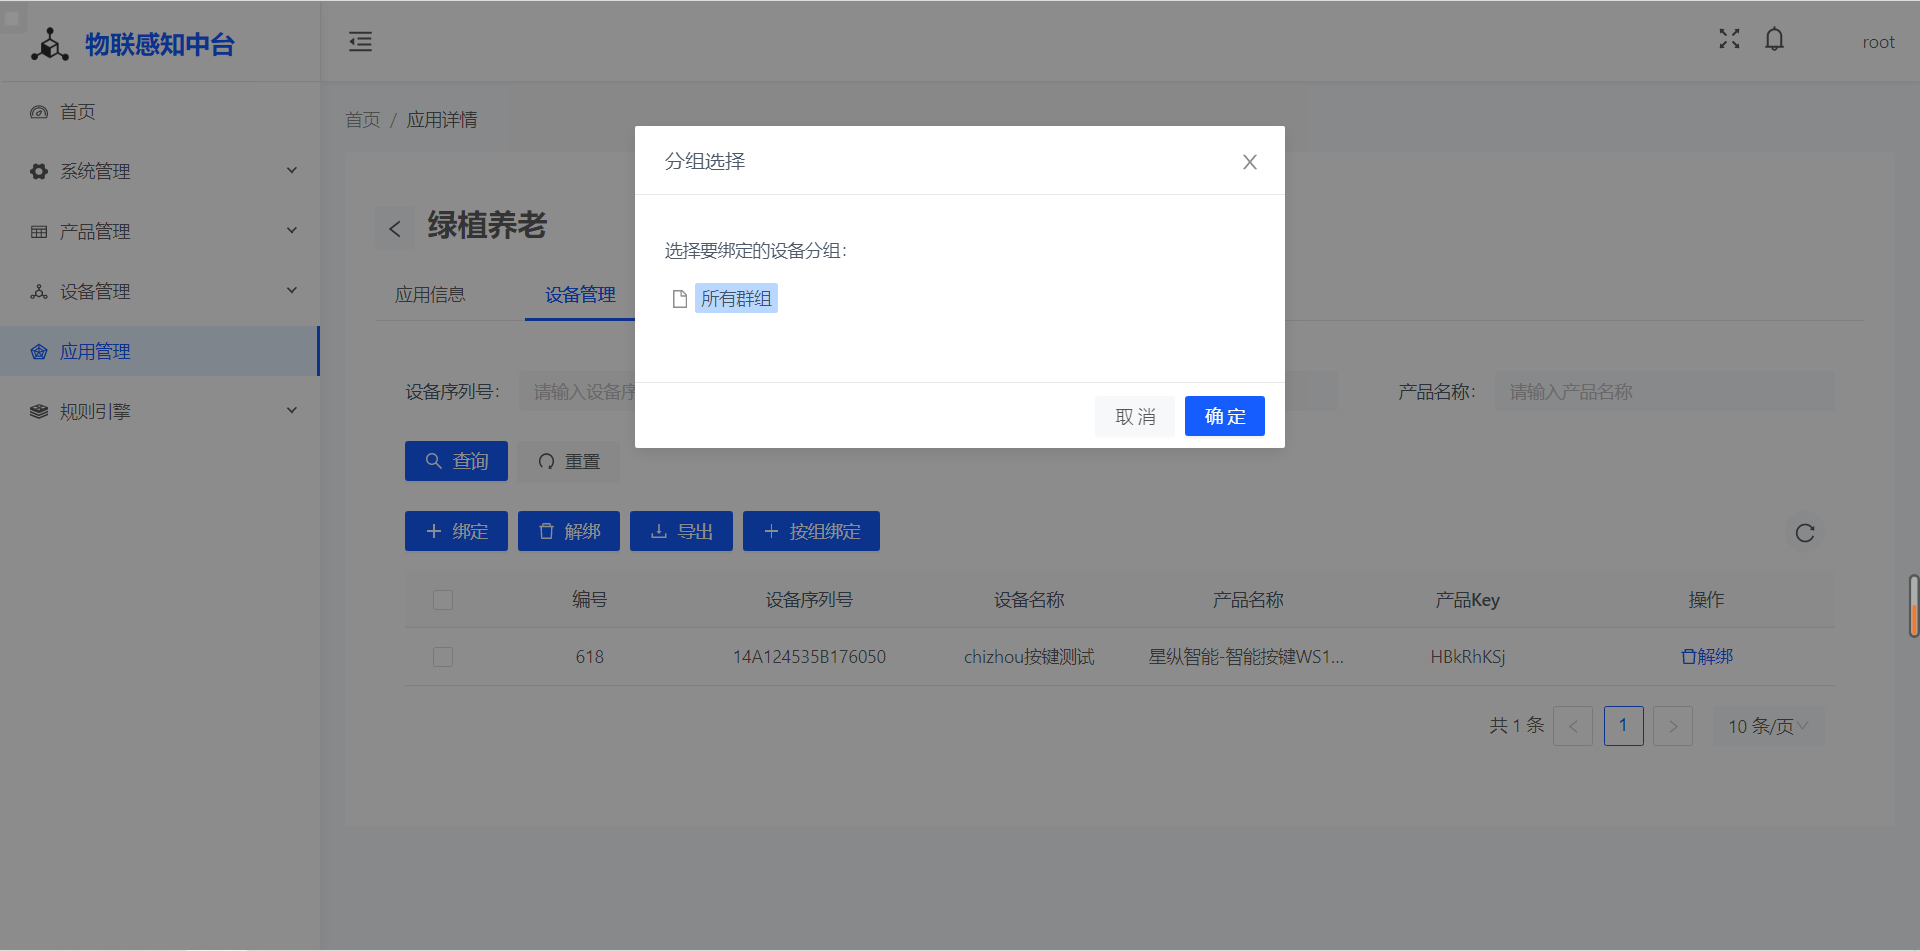 物联感知中台
root
首页
系统管理
产品管理
设备管理
应用管理
规则引擎
首页 / 应用详情
绿植养老
应用信息
设备管理
分组选择
选择要绑定的设备分组：
所有群组
取 消
确 定
设备序列号：
请输入设备序
产品名称：
请输入产品名称
查询
重置
绑定
解绑
导出
按组绑定
编号 设备序列号 设备名称 产品名称 产品Key 操作
618 14A124535B176050 chizhou按键测试 星纵智能-智能按键WS1... HBkRhKSj 解绑
共 1 条 < 1 > 10 条/页